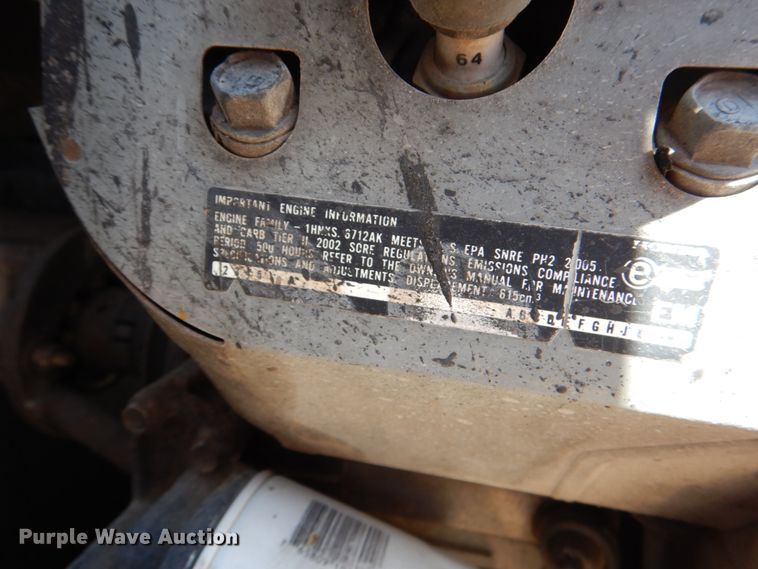 64
IMPORTANT ENGINE INFORMATION
ENGINE FAMILY - 1HNXS. 6712AK MEET S EPA SNRE PH2 2005.
AND CARB TIER II 2002 SORE REGULATIONS EMISSIONS COMPLIANCE
PERIOD: 500 HOURS. REFER TO THE OWNER'S MANUAL FOR MAINTENANCE
SPECIFICATIONS AND ADJUSTMENTS. DISPLACEMENT: 615cm3
e
EM
FGHJ
Purple Wave Auction